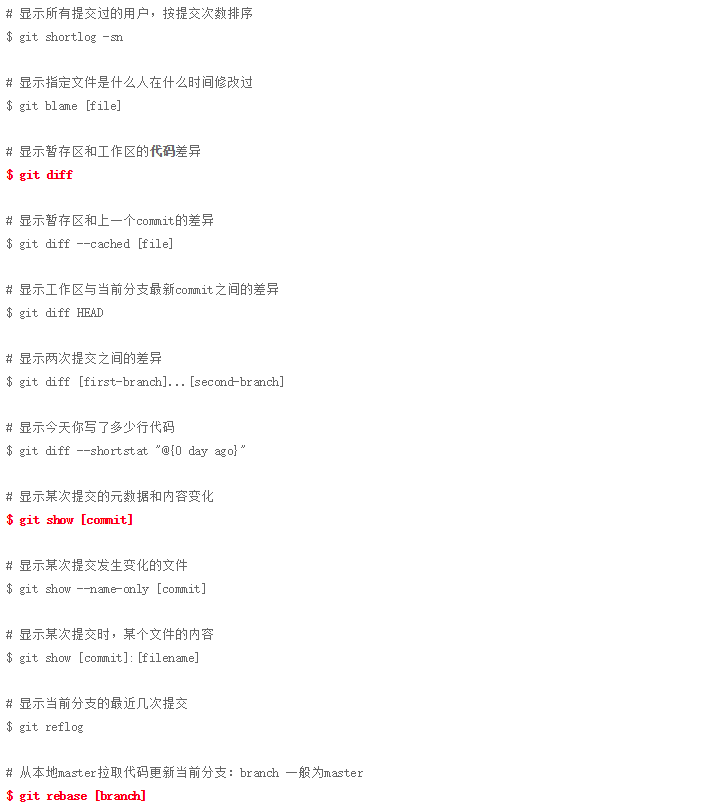 # 显示所有提交过的用户，按提交次数排序
$ git shortlog -sn
# 显示指定文件是什么人在什么时间修改过
$ git blame [file]
# 显示暂存区和工作区的代码差异
$ git diff
# 显示暂存区和上一个commit的差异
$ git diff --cached [file]
# 显示工作区与当前分支最新commit之间的差异
$ git diff HEAD
# 显示两次提交之间的差异
$ git diff [first-branch]...[second-branch]
# 显示今天你写了多少行代码
$ git diff --shortstat "@{0 day ago}"
# 显示某次提交的元数据和内容变化
$ git show [commit]
# 显示某次提交发生变化的文件
$ git show --name-only [commit]
# 显示某次提交时，某个文件的内容
$ git show [commit]:[filename]
# 显示当前分支的最近几次提交
$ git reflog
# 从本地master拉取代码更新当前分支：branch 一般为master
$ git rebase [branch]